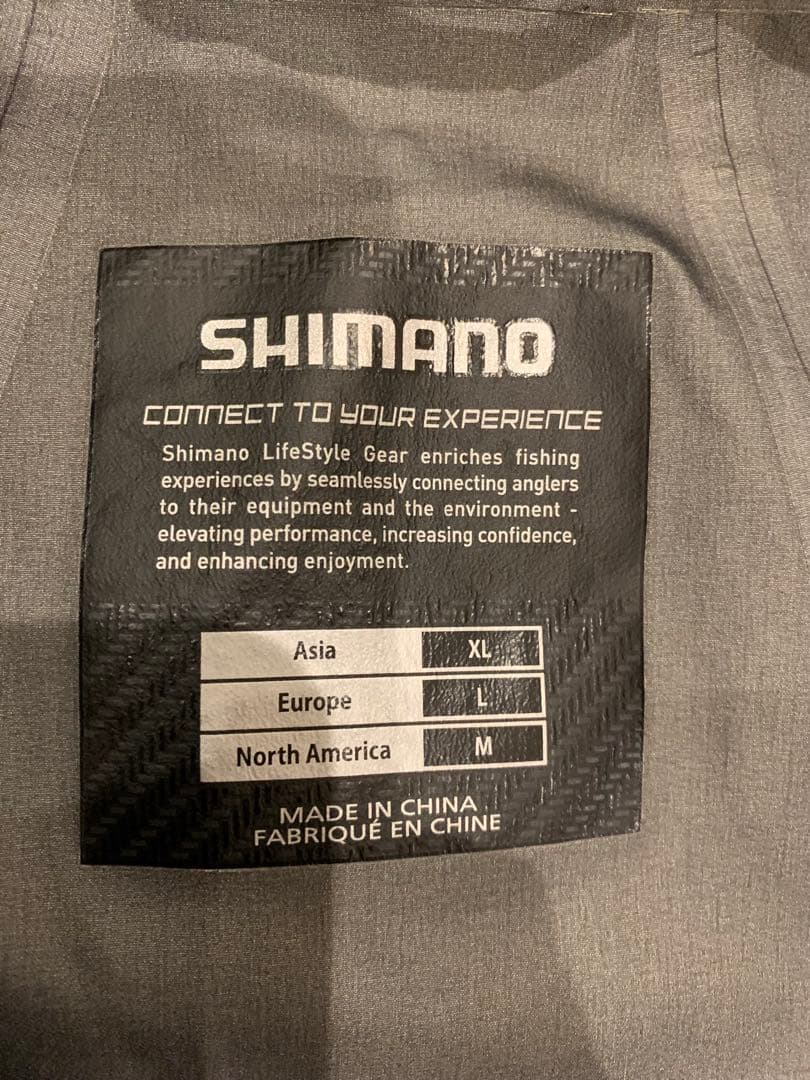 SHIMANO
CONNECT TO YOUR EXPERIENCE
Shimano LifeStyle Gear enriches fishing
experiences by seamlessly connecting anglers
to their equipment and the environment -
elevating performance, increasing confidence,
and enhancing enjoyment.
Asia XL
Europe L
North America M
MADE IN CHINA
FABRIQUÉ EN CHINE